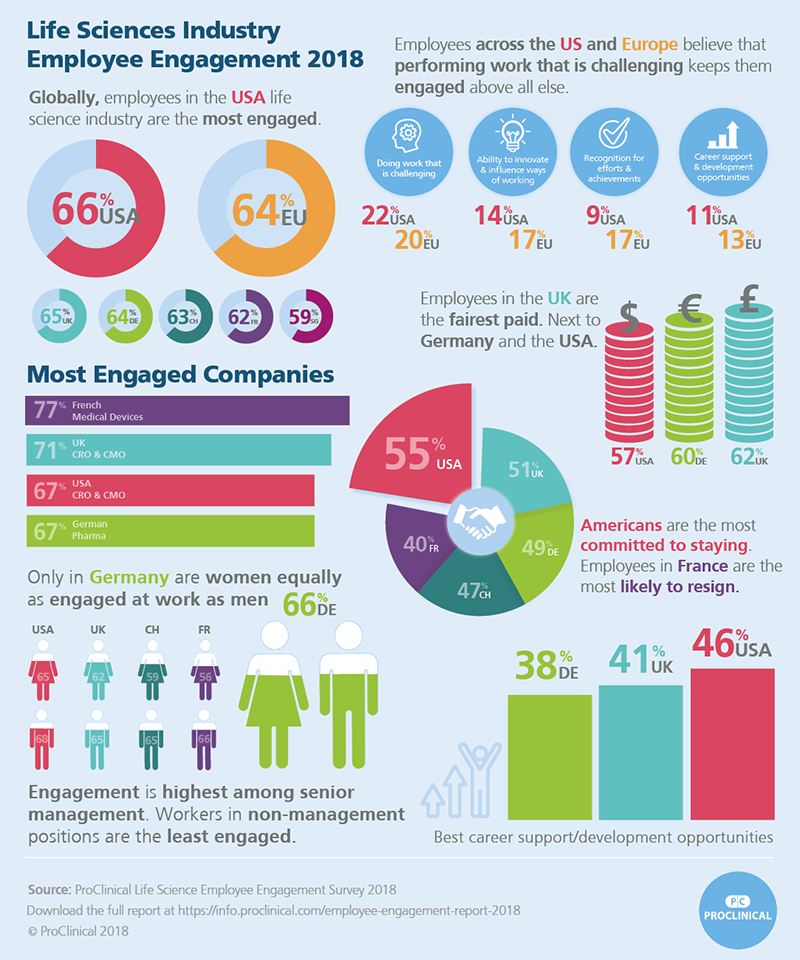 Life Sciences Industry
Employee Engagement 2018
Globally, employees in the USA life
science industry are the most engaged.
66% USA
64% EU
65% UK
64% DE
63% CH
62% FR
59% SG
Employees across the US and Europe believe that
performing work that is challenging keeps them
engaged above all else.
Doing work that
is challenging
22% USA
20% EU
Ability to innovate
& influence ways
of working
14% USA
17% EU
Recognition for
efforts &
achievements
9% USA
17% EU
Career support
& development
opportunities
11% USA
13% EU
Employees in the UK are
the fairest paid. Next to
Germany and the USA.
$
€
£
57% USA
60% DE
62% UK
Most Engaged Companies
77% French
Medical Devices
71% UK
CRO & CMO
67% USA
CRO & CMO
67% German
Pharma
55% USA
51% UK
49% DE
47% CH
40% FR
Americans are the most
committed to staying.
Employees in France are the
most likely to resign.
Only in Germany are women equally
as engaged at work as men 66% DE
USA UK CH FR
65 62 59 56
68 65 65 66
Engagement is highest among senior
management. Workers in non-management
positions are the least engaged.
38% DE
41% UK
46% USA
Best career support/development opportunities
Source: ProClinical Life Science Employee Engagement Survey 2018
Download the full report at https://info.proclinical.com/employee-engagement-report-2018
© ProClinical 2018
PC
PROCLINICAL